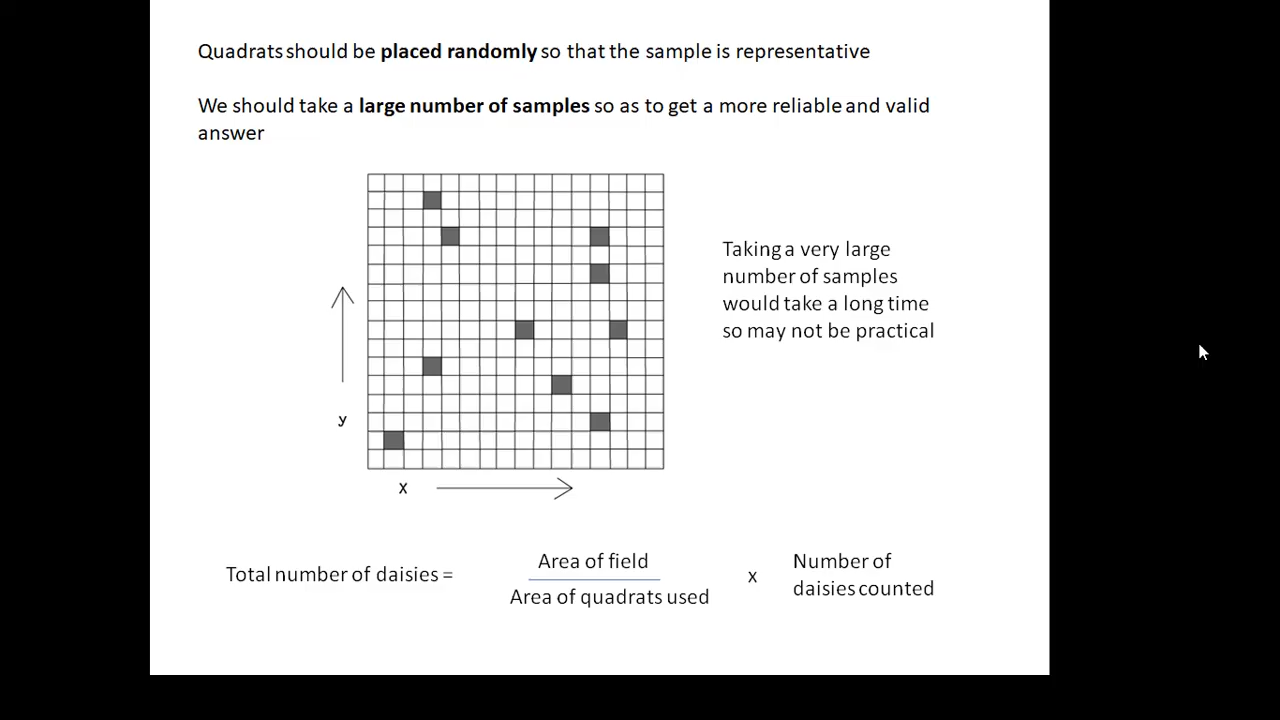 Quadrats should be placed randomly so that the sample is representative
We should take a large number of samples so as to get a more reliable and valid
answer
Taking a very large
number of samples
would take a long time
so may not be practical
y
x
Total number of daisies =
Area of field
Area of quadrats used
x
Number of
daisies counted